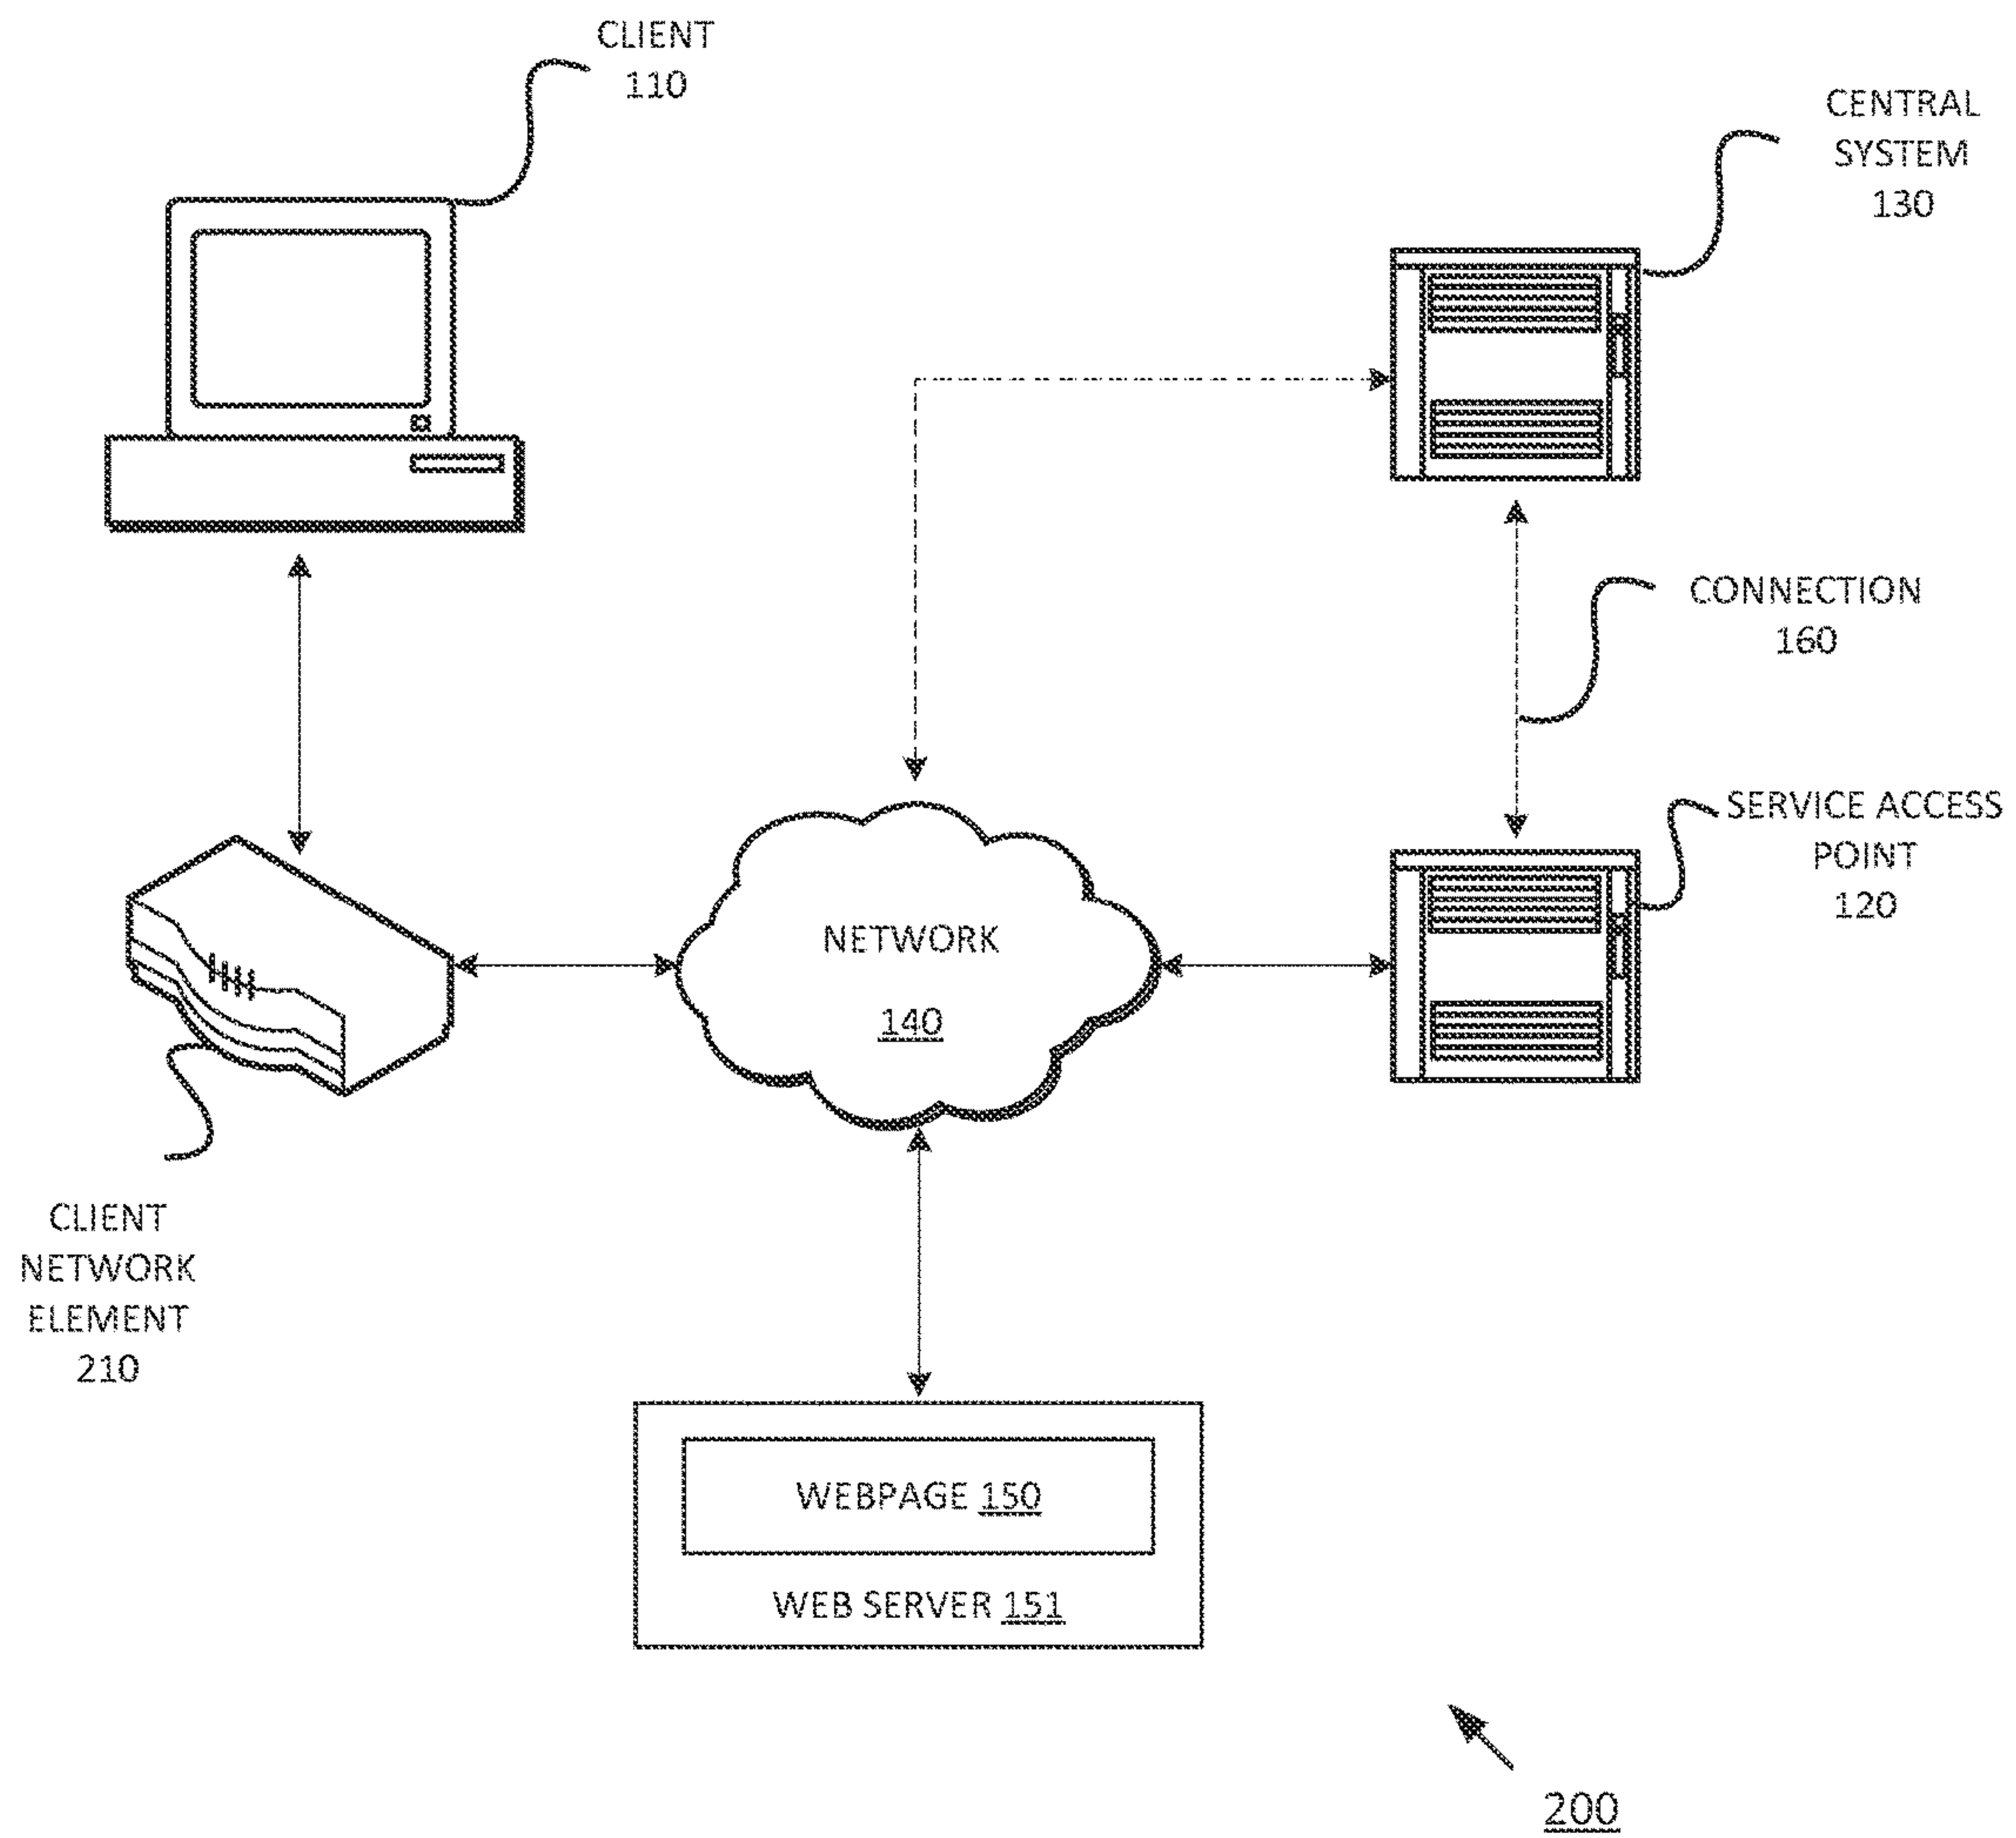 CLIENT
110
CENTRAL
SYSTEM
130
CONNECTION
160
SERVICE ACCESS
POINT
120
NETWORK
140
CLIENT
NETWORK
ELEMENT
210
WEBPAGE 150
WEB SERVER 151
200